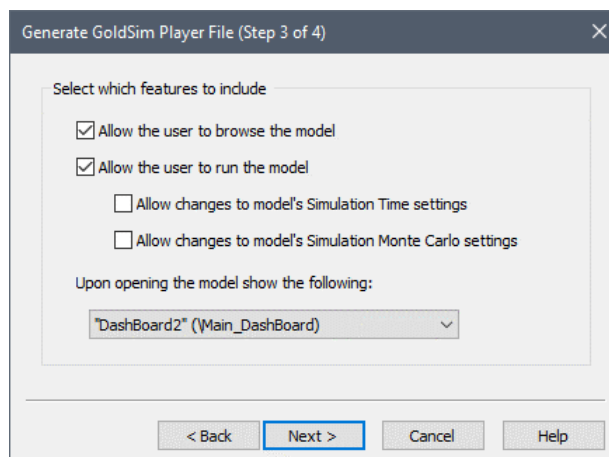 Generate GoldSim Player File (Step 3 of 4)
Select which features to include
Allow the user to browse the model
Allow the user to run the model
Allow changes to model's Simulation Time settings
Allow changes to model's Simulation Monte Carlo settings
Upon opening the model show the following:
"DashBoard2" (\Main_DashBoard)
< Back Next > Cancel Help